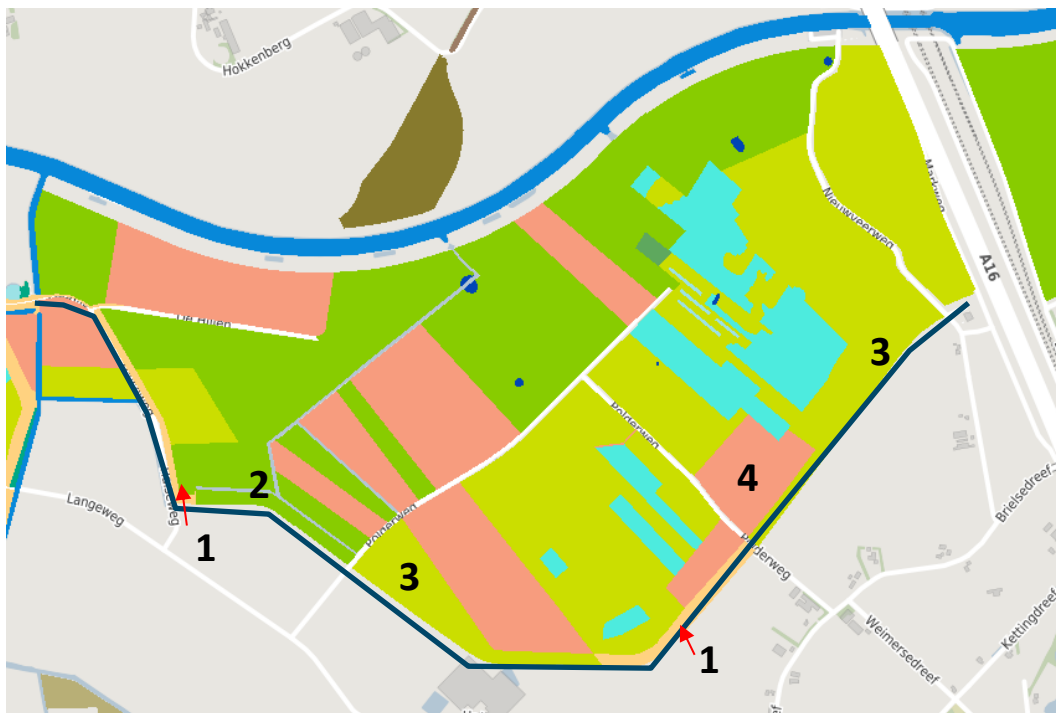 Hokkenberg
A16
Markweg
Nieuwveerweg
De Hillen
3
Polderweg
4
2
Langeweg
Polderweg
Brielsedreef
1
3
Polderweg
Weimersedreef
Kettingdreef
1